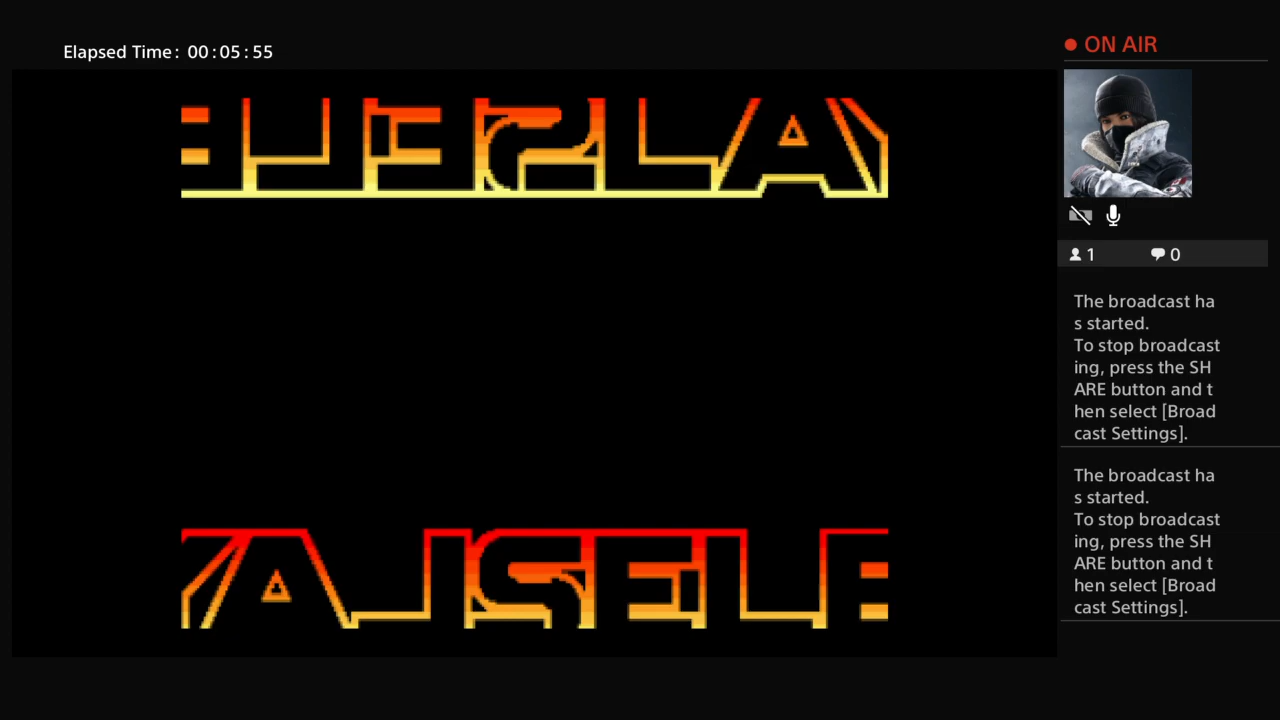 Elapsed Time: 00:05:55
ON AIR
1
0
The broadcast ha
s started.
To stop broadcast
ing, press the SH
ARE button and t
hen select [Broad
cast Settings].
The broadcast ha
s started.
To stop broadcast
ing, press the SH
ARE button and t
hen select [Broad
cast Settings].